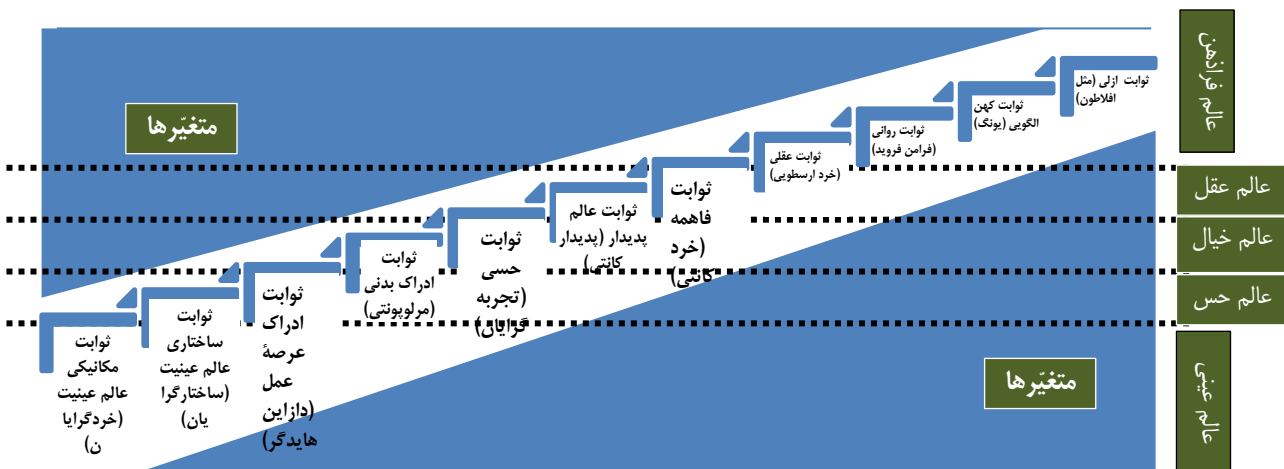 عالم فراذهن
ثوابت ازلی (مثل
افلاطون)
ثوابت کهن
الگویی (یونگ)
ثوابت روانی
(فرامن فروید)
متغیّرها
ثوابت عقلی
(خرد ارسطویی)
عالم عقل
ثوابت
فاهمه
(خرد
کانتی)
ثوابت عالم
پدیدار (پدیدار
کانتی)
عالم خیال
ثوابت
حسی
(تجربه
گرایان)
ثوابت
ادراک بدنی
(مرلوپونتی)
عالم حس
ثوابت
ادراک
عرصۀ
عمل
(دازاین
هایدگر)
ثوابت
ساختاری
عالم عینیت
(ساختارگرا
یان)
ثوابت
مکانیکی
عالم عینیت
(خردگرایا
ن)
متغیّرها
عالم عینی